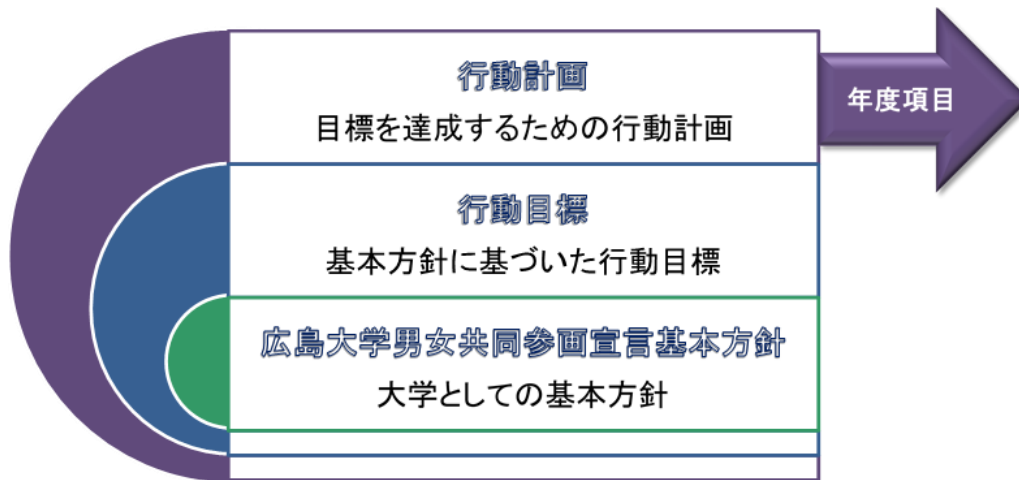 行動計画
目標を達成するための行動計画
年度項目
行動目標
基本方針に基づいた行動目標
広島大学男女共同参画宣言基本方針
大学としての基本方針